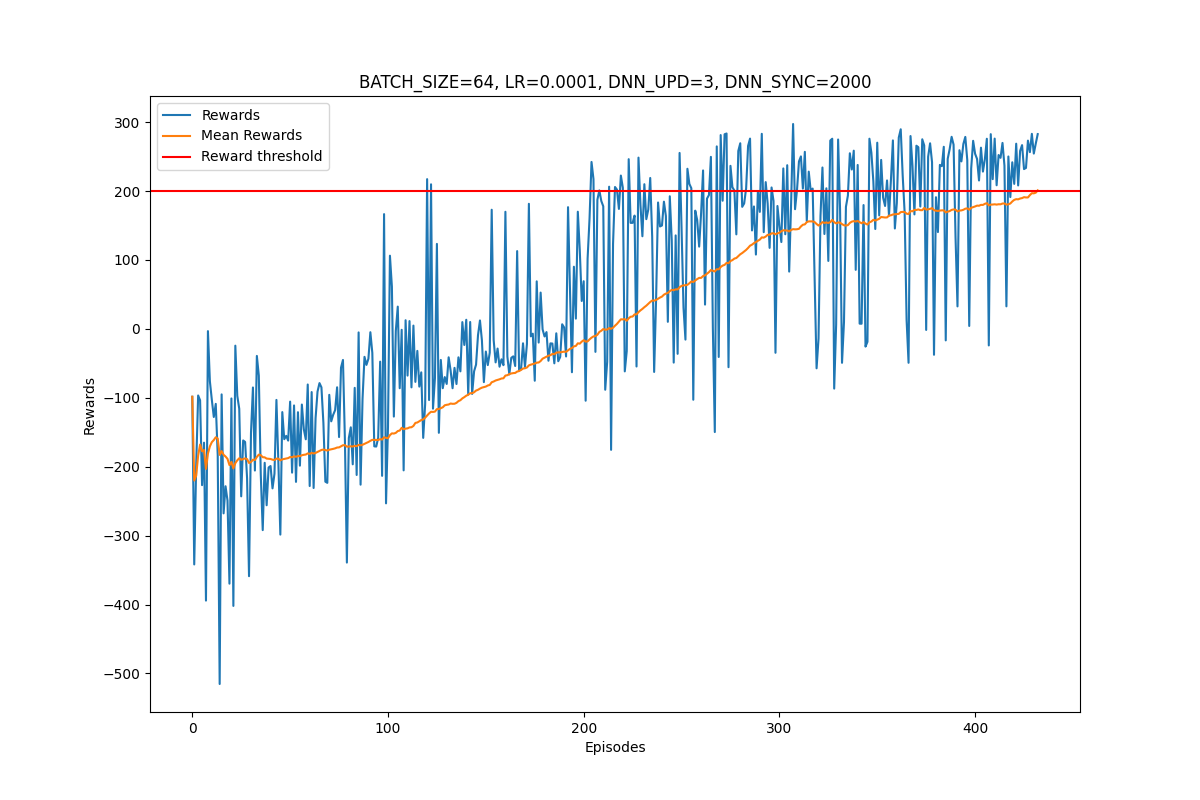 BATCH_SIZE=64, LR=0.0001, DNN_UPD=3, DNN_SYNC=2000
Rewards
Mean Rewards
Reward threshold
300
200
100
0
−100
−200
−300
−400
−500
Rewards
0 100 200 300 400
Episodes